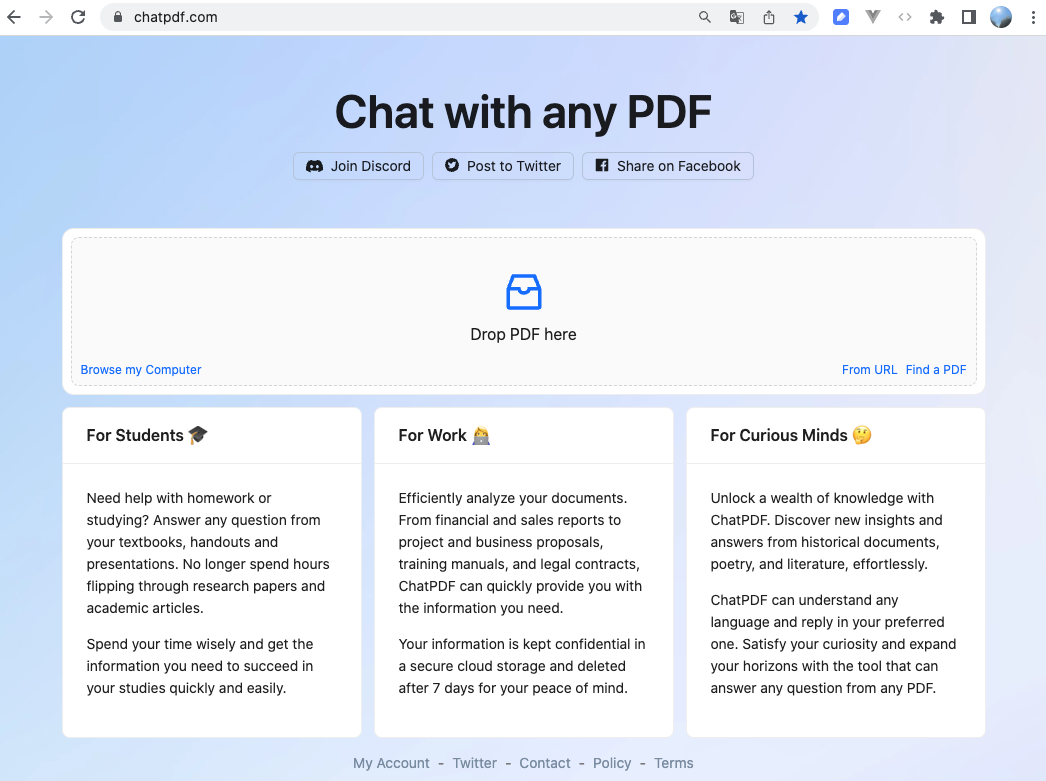 chatpdf.com
Chat with any PDF
Join Discord
Post to Twitter
Share on Facebook
Drop PDF here
Browse my Computer
From URL
Find a PDF
For Students 🎓
Need help with homework or
studying? Answer any question from
your textbooks, handouts and
presentations. No longer spend hours
flipping through research papers and
academic articles.
Spend your time wisely and get the
information you need to succeed in
your studies quickly and easily.
For Work 🧑‍💻
Efficiently analyze your documents.
From financial and sales reports to
project and business proposals,
training manuals, and legal contracts,
ChatPDF can quickly provide you with
the information you need.
Your information is kept confidential in
a secure cloud storage and deleted
after 7 days for your peace of mind.
For Curious Minds 🤔
Unlock a wealth of knowledge with
ChatPDF. Discover new insights and
answers from historical documents,
poetry, and literature, effortlessly.
ChatPDF can understand any
language and reply in your preferred
one. Satisfy your curiosity and expand
your horizons with the tool that can
answer any question from any PDF.
My Account - Twitter - Contact - Policy - Terms